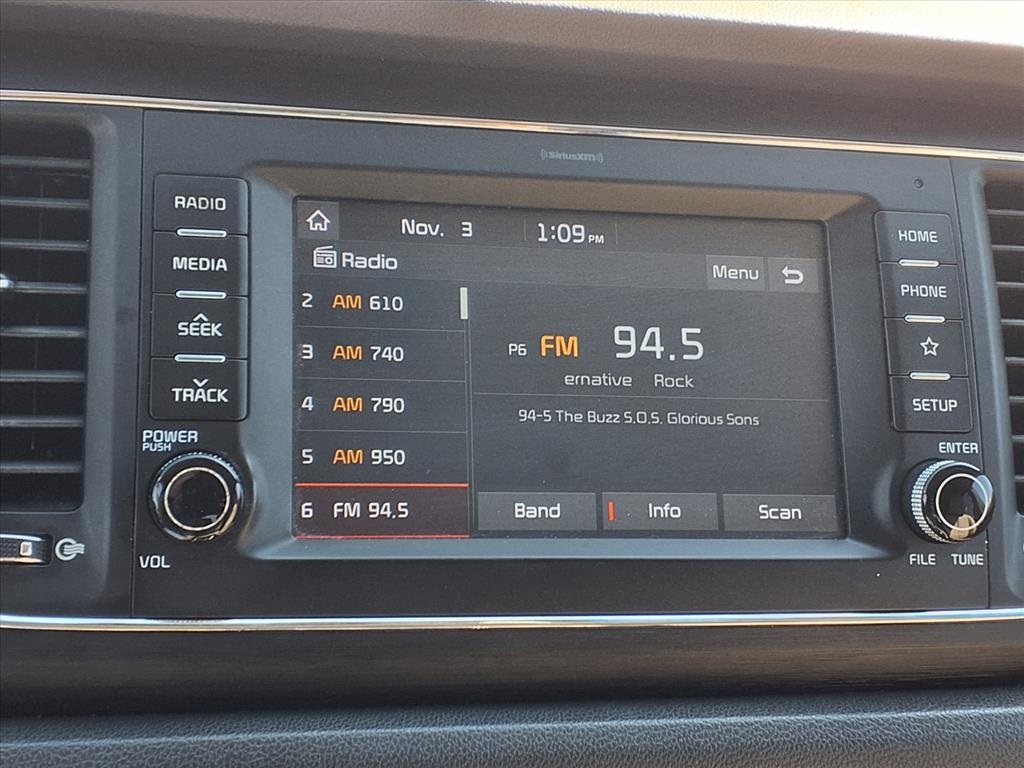 SiriusXM
RADIO
MEDIA
SEEK
TRACK
POWER
PUSH
VOL
Nov. 3 1:09 PM
Radio
Menu
2 AM 610
3 AM 740
4 AM 790
5 AM 950
6 FM 94.5
P6 FM 94.5
ernative Rock
94-5 The Buzz S.O.S. Glorious Sons
Band Info Scan
HOME
PHONE
SETUP
ENTER
FILE TUNE